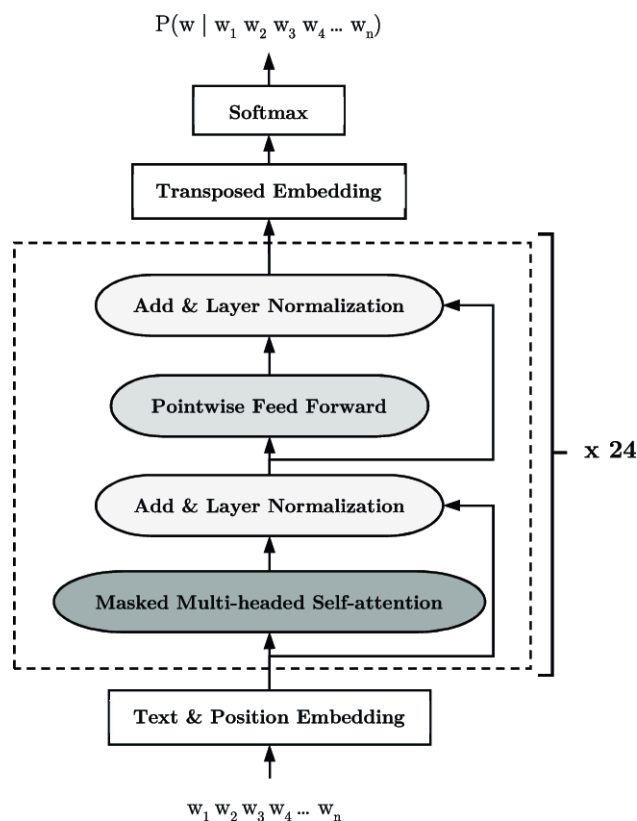 P(w | w₁ w₂ w₃ w₄ ... wₙ)
Softmax
Transposed Embedding
Add & Layer Normalization
Pointwise Feed Forward
x 24
Add & Layer Normalization
Masked Multi-headed Self-attention
Text & Position Embedding
w₁ w₂ w₃ w₄ ... wₙ